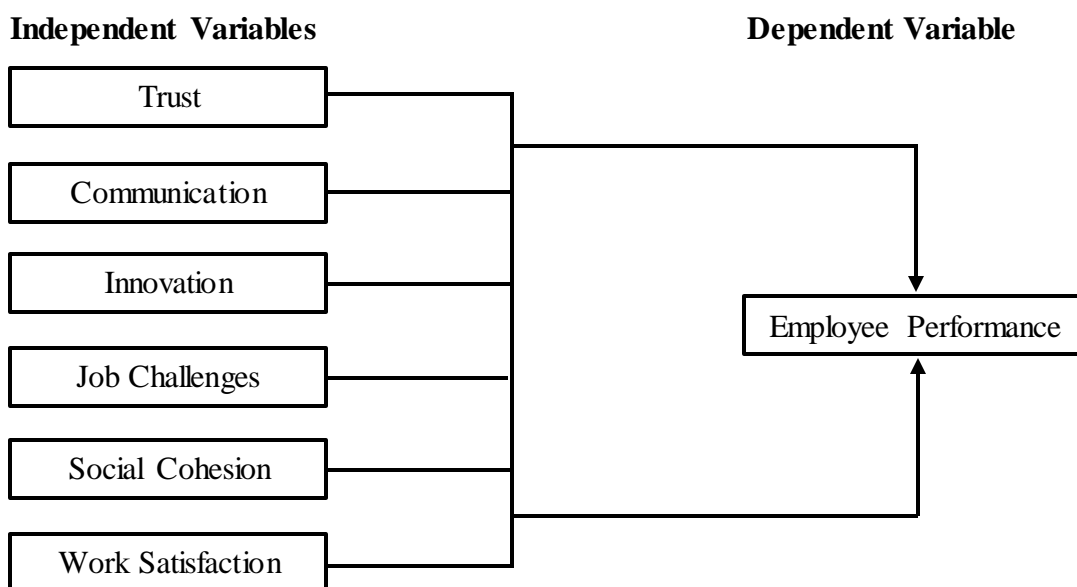 Independent Variables
Dependent Variable
Trust
Communication
Innovation
Employee Performance
Job Challenges
Social Cohesion
Work Satisfaction